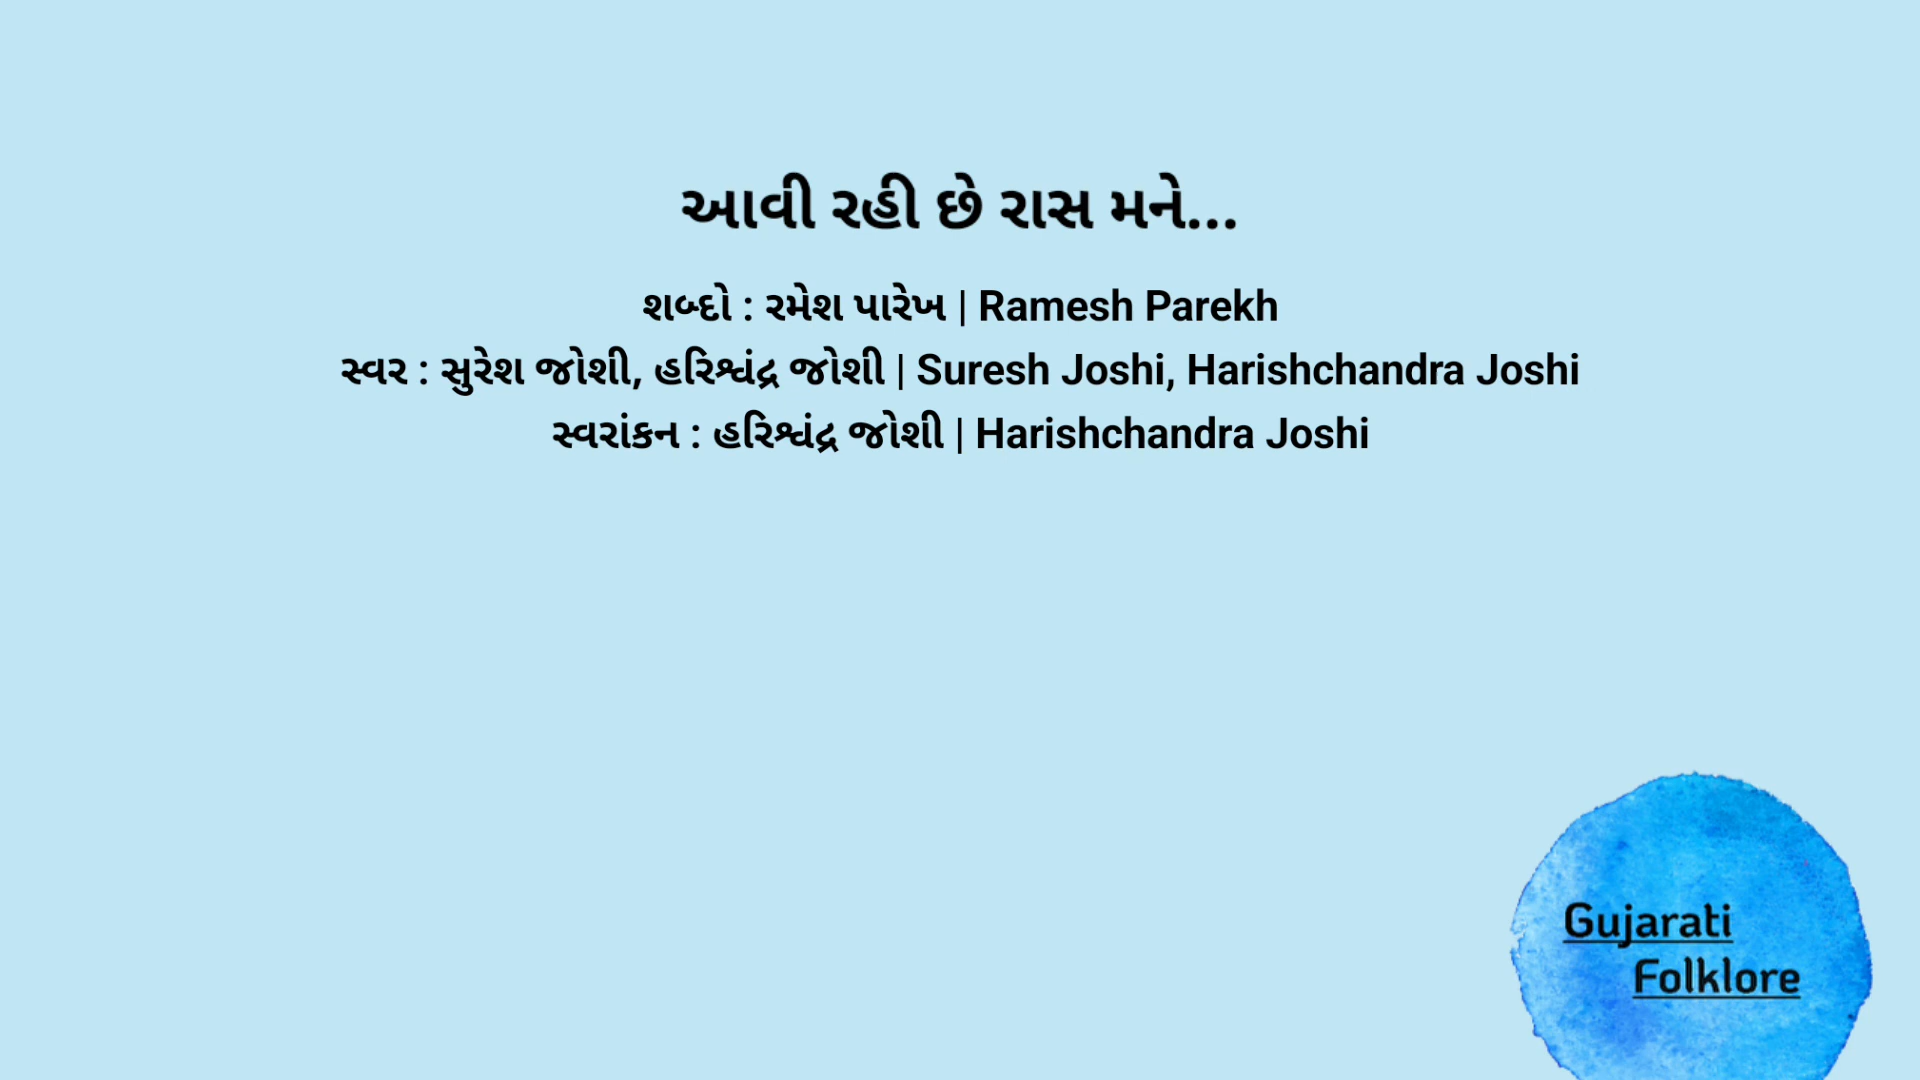 આવી રહી છે રાસ મને...
શબ્દો : રમેશ પારેખ | Ramesh Parekh
સ્વર : સુરેશ જોશી, હરિશ્ચંદ્ર જોશી | Suresh Joshi, Harishchandra Joshi
સ્વરાંકન : હરિશ્ચંદ્ર જોશી | Harishchandra Joshi
Gujarati
Folklore